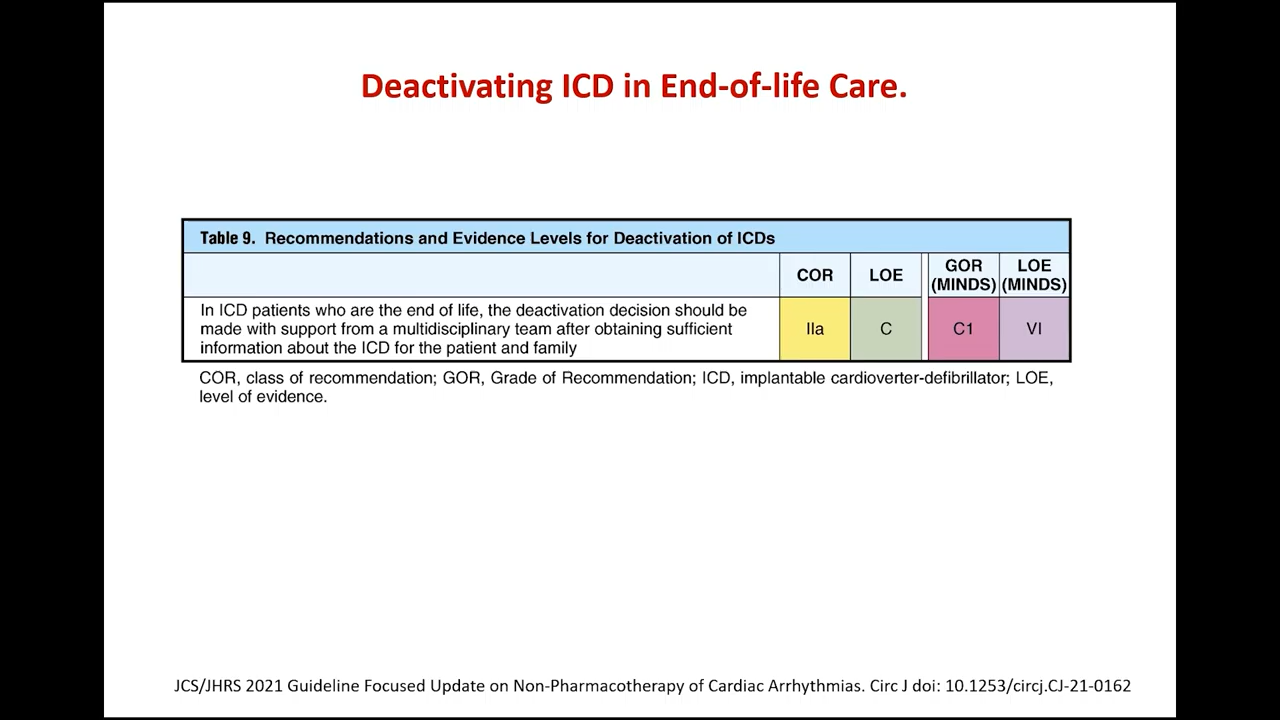 Deactivating ICD in End-of-life Care.
Table 9. Recommendations and Evidence Levels for Deactivation of ICDs
COR LOE GOR (MINDS) LOE (MINDS)
In ICD patients who are the end of life, the deactivation decision should be
made with support from a multidisciplinary team after obtaining sufficient
information about the ICD for the patient and family
IIa C C1 VI
COR, class of recommendation; GOR, Grade of Recommendation; ICD, implantable cardioverter-defibrillator; LOE,
level of evidence.
JCS/JHRS 2021 Guideline Focused Update on Non-Pharmacotherapy of Cardiac Arrhythmias. Circ J doi: 10.1253/circj.CJ-21-0162